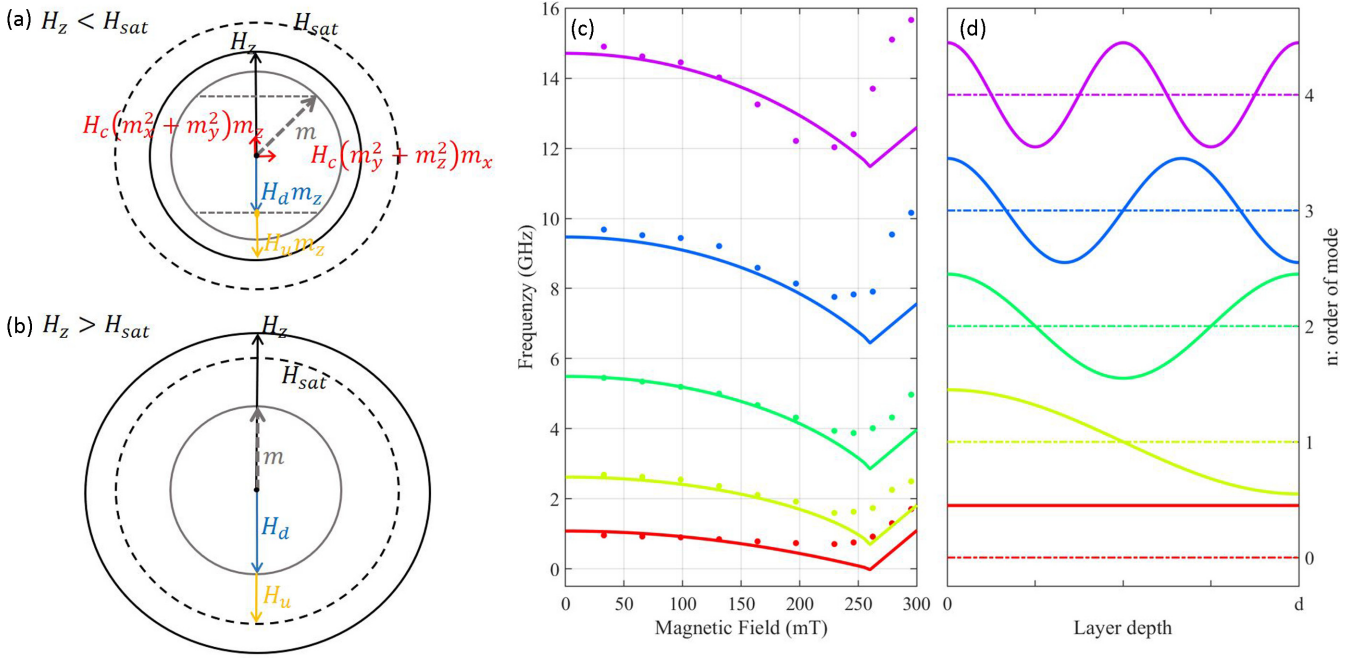 (a) H_z < H_sat
H_sat
H_z
H_c(m_x^2 + m_y^2)m_z
m
H_c(m_y^2 + m_z^2)m_x
H_d m_z
H_u m_z
(b) H_z > H_sat
H_z
H_sat
m
H_d
H_u
(c)
16
14
12
10
8
6
4
2
0
Frequenzy (GHz)
0 50 100 150 200 250 300
Magnetic Field (mT)
(d)
4
3
2
1
0
n: order of mode
0 d
Layer depth